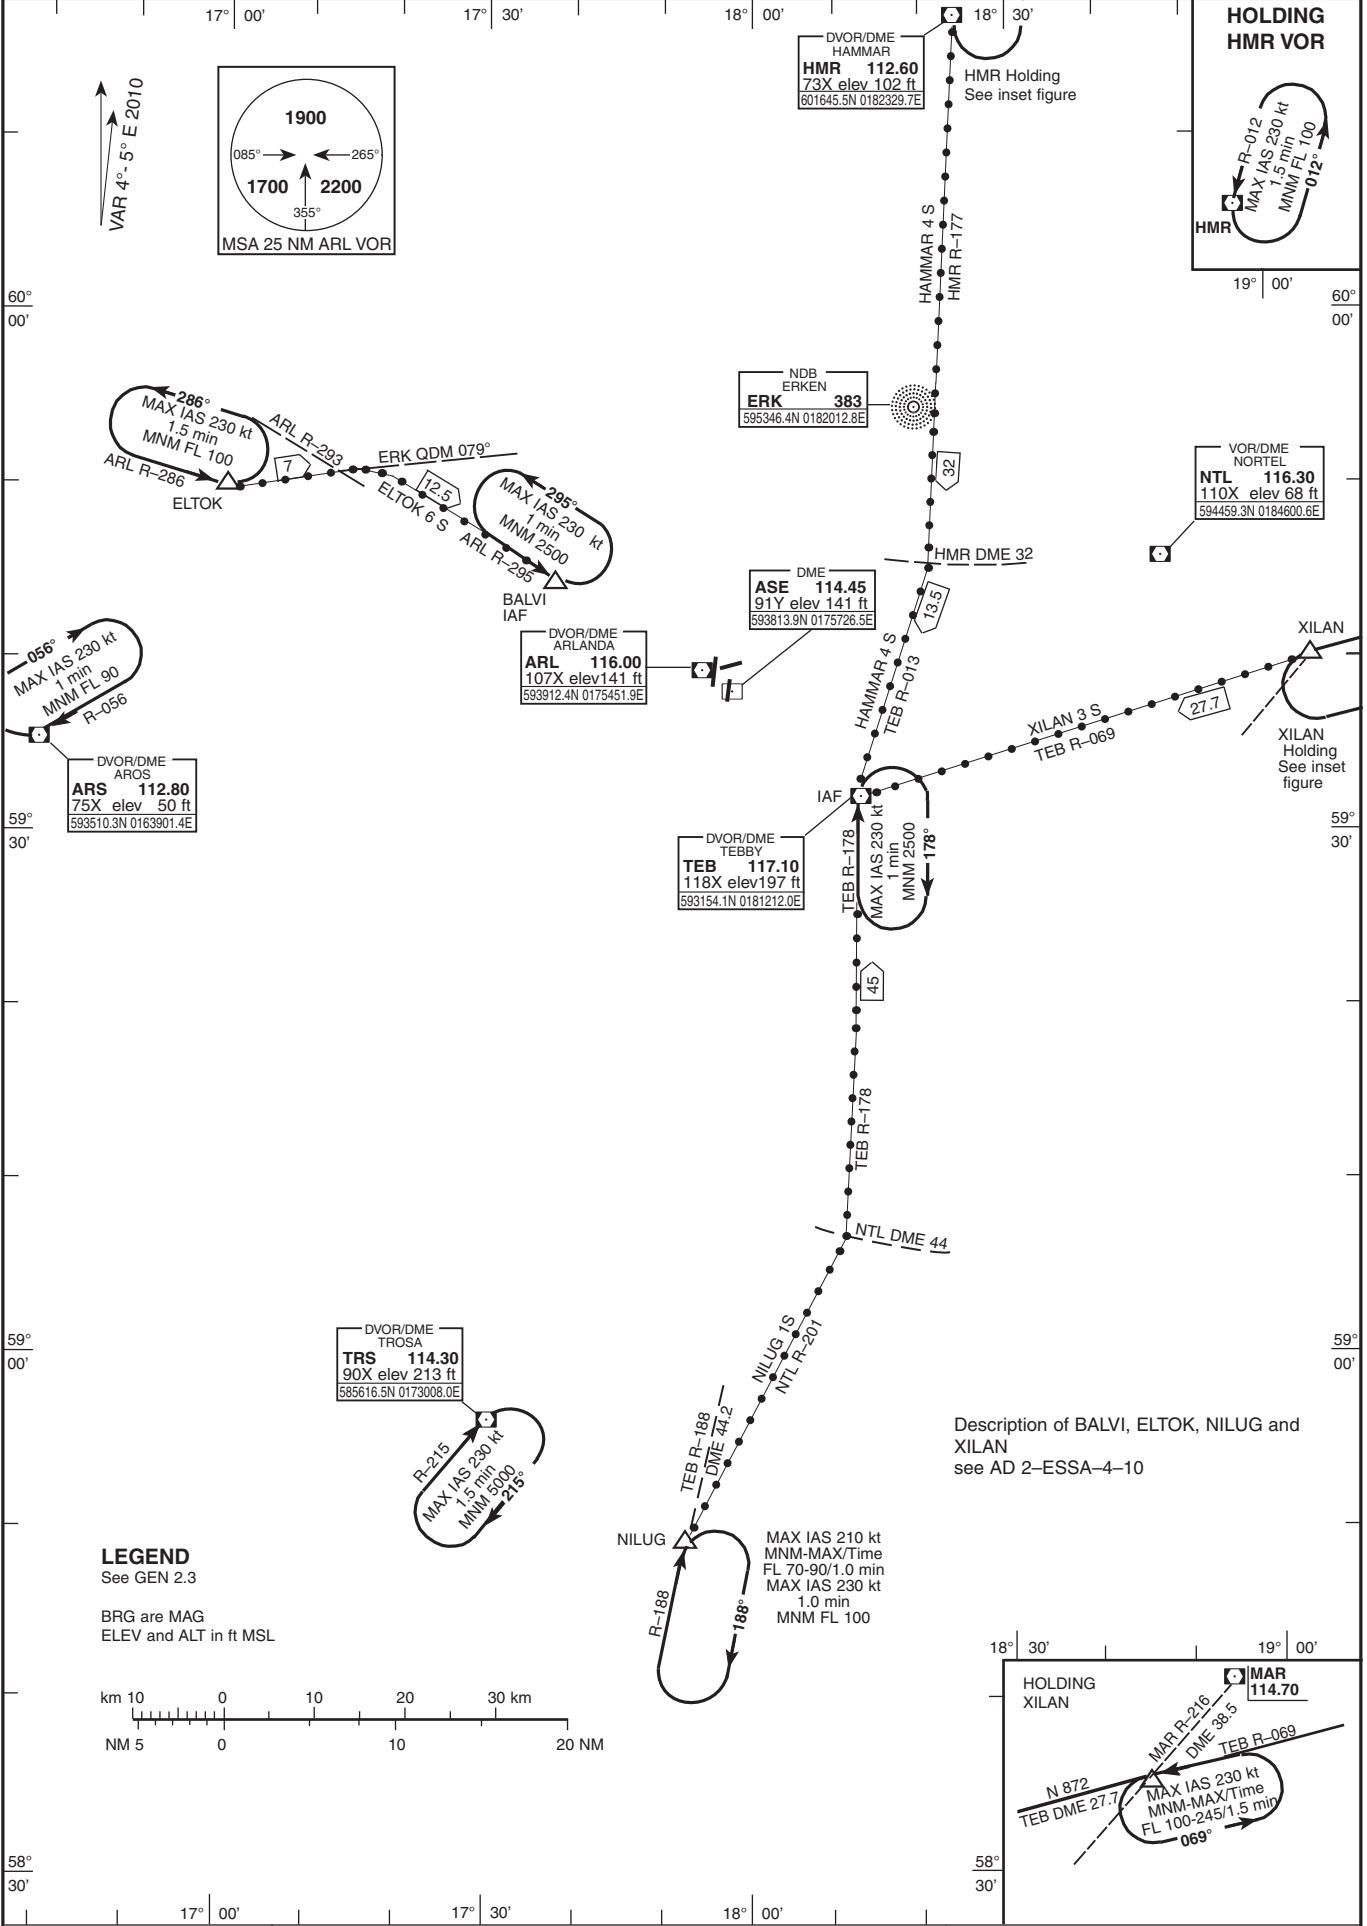 17° 00'
17° 30'
18° 00'
18° 30'
HOLDING
HMR VOR
R–012
MAX IAS 230 kt
1.5 min
MNM FL 100
012°
HMR
19° 00'
VAR 4°- 5° E 2010
1900
085°
265°
1700 2200
355°
MSA 25 NM ARL VOR
DVOR/DME
HAMMAR
HMR 112.60
73X elev 102 ft
601645.5N 0182329.7E
HMR Holding
See inset figure
HAMMAR 4 S
HMR R–177
60°
00'
60°
00'
NDB
ERKEN
ERK 383
595346.4N 0182012.8E
286°
MAX IAS 230 kt
1.5 min
MNM FL 100
ARL R–286
ELTOK
7
ARL R–293
ERK QDM 079°
12.5
ELTOK 6 S
ARL R–295
295°
MAX IAS 230 kt
1 min
MNM 2500
BALVI
IAF
32
VOR/DME
NORTEL
NTL 116.30
110X elev 68 ft
594459.3N 0184600.6E
HMR DME 32
13.5
DME
ASE 114.45
91Y elev 141 ft
593813.9N 0175726.5E
DVOR/DME
ARLANDA
ARL 116.00
107X elev141 ft
593912.4N 0175451.9E
HAMMAR 4 S
TEB R–013
XILAN
27.7
XILAN 3 S
TEB R–069
XILAN
Holding
See inset
figure
056°
MAX IAS 230 kt
1 min
MNM FL 90
R–056
DVOR/DME
AROS
ARS 112.80
75X elev 50 ft
593510.3N 0163901.4E
59°
30'
59°
30'
IAF
DVOR/DME
TEBBY
TEB 117.10
118X elev197 ft
593154.1N 0181212.0E
TEB R–178
MAX IAS 230 kt
1 min
MNM 2500
178°
45
TEB R–178
NTL DME 44
NILUG 1S
NTL R–201
59°
00'
59°
00'
DVOR/DME
TROSA
TRS 114.30
90X elev 213 ft
585616.5N 0173008.0E
R–215
MAX IAS 230 kt
1.5 min
MNM 5000
215°
TEB R–188
DME 44.2
Description of BALVI, ELTOK, NILUG and
XILAN
see AD 2–ESSA–4–10
NILUG
MAX IAS 210 kt
MNM-MAX/Time
FL 70-90/1.0 min
MAX IAS 230 kt
1.0 min
MNM FL 100
R–188
188°
LEGEND
See GEN 2.3
BRG are MAG
ELEV and ALT in ft MSL
km 10 0 10 20 30 km
NM 5 0 10 20 NM
18° 30'
19° 00'
HOLDING
XILAN
MAR
114.70
MAR R–216
DME 38.5
TEB R–069
N 872
TEB DME 27.7
MAX IAS 230 kt
MNM-MAX/Time
FL 100-245/1.5 min
069°
58°
30'
58°
30'
17° 00'
17° 30'
18° 00'